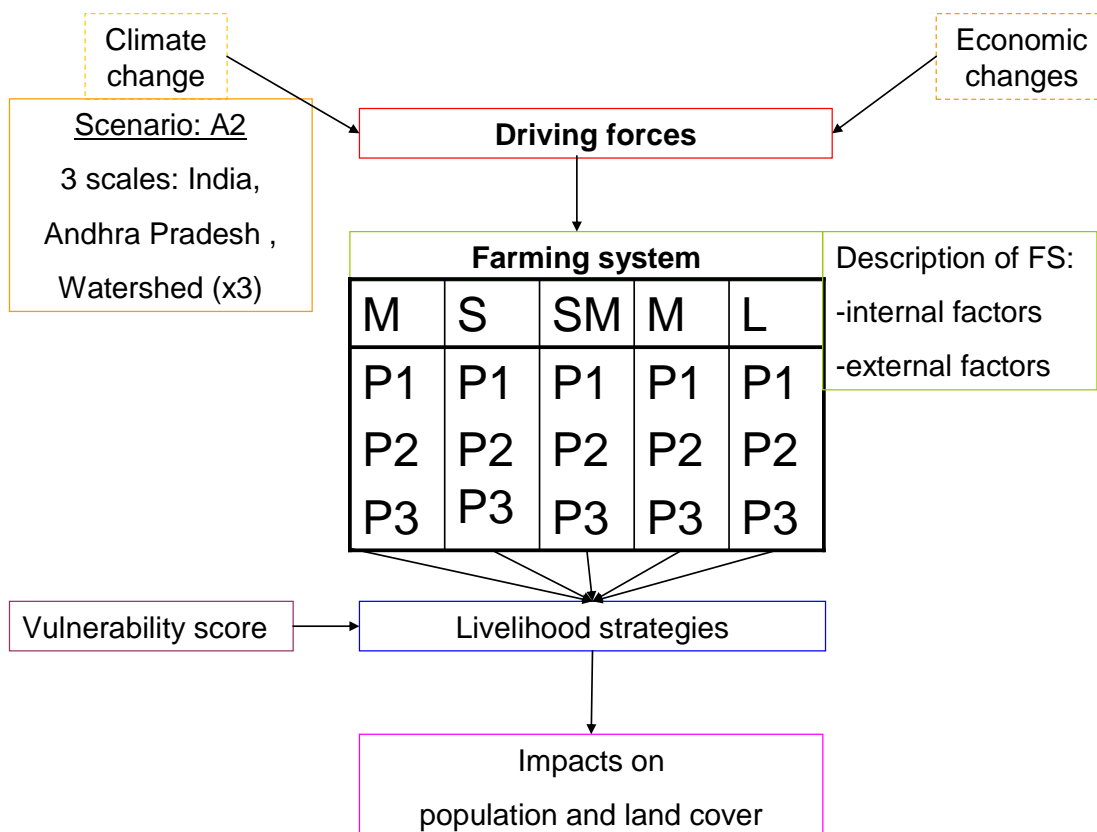 Climate
change
Economic
changes
Scenario: A2
3 scales: India,
Andhra Pradesh ,
Watershed (x3)
Driving forces
Farming system
Description of FS:
-internal factors
-external factors
M S SM M L
P1 P1 P1 P1 P1
P2 P2 P2 P2 P2
P3 P3 P3 P3 P3
Vulnerability score
Livelihood strategies
Impacts on
population and land cover